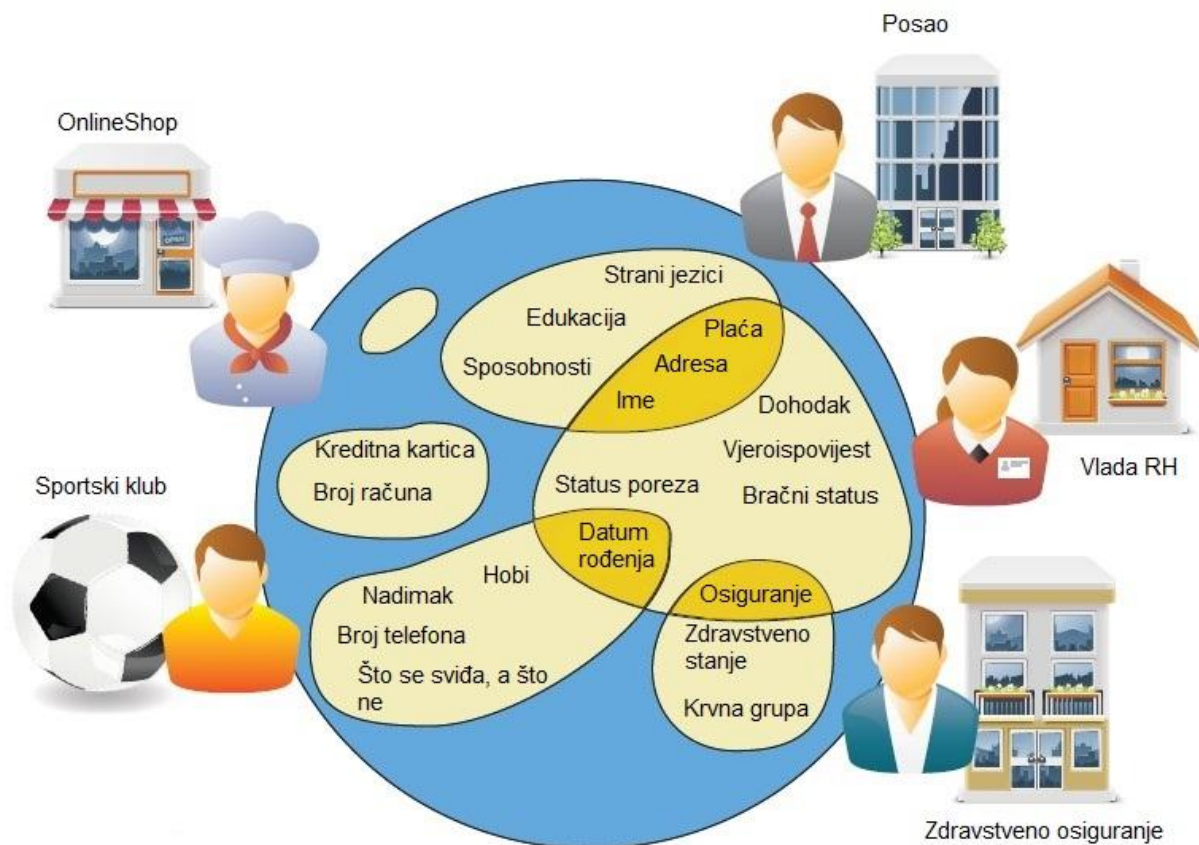 Posao
OnlineShop
Strani jezici
Edukacija
Plaća
Sposobnosti
Adresa
Ime
Dohodak
Kreditna kartica
Vjeroispovijest
Vlada RH
Sportski klub
Broj računa
Status poreza
Bračni status
Datum
rođenja
Hobi
Nadimak
Osiguranje
Broj telefona
Zdravstveno
stanje
Što se sviđa, a što
ne
Krvna grupa
Zdravstveno osiguranje
OPEN